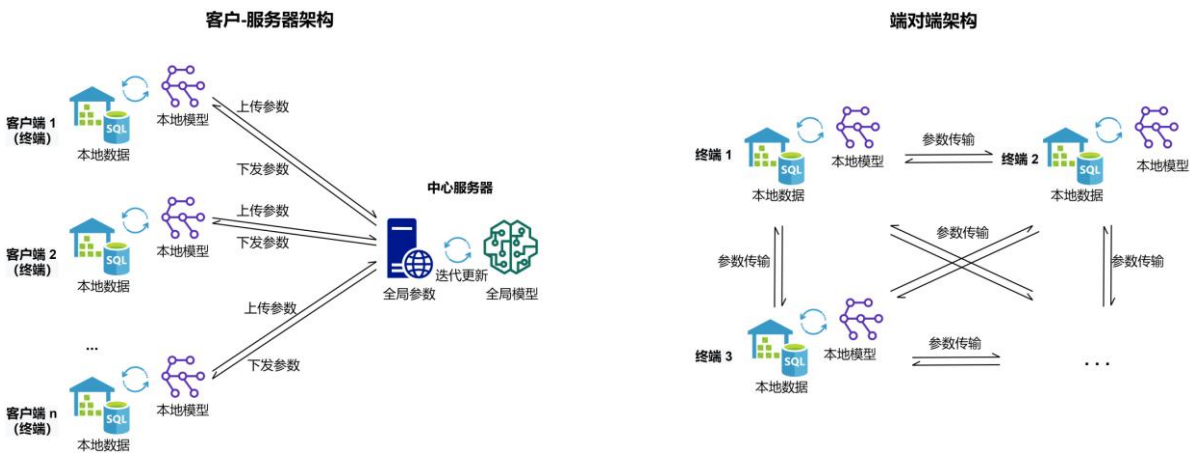 客户-服务器架构
客户端 1
(终端)
SQL
本地数据
本地模型
上传参数
下发参数
客户端 2
(终端)
SQL
本地数据
本地模型
上传参数
下发参数
...
客户端 n
(终端)
SQL
本地数据
本地模型
上传参数
下发参数
中心服务器
全局参数
迭代更新
全局模型
端对端架构
终端 1
SQL
本地数据
本地模型
参数传输
终端 2
SQL
本地数据
本地模型
参数传输
参数传输
参数传输
终端 3
SQL
本地数据
本地模型
参数传输
...